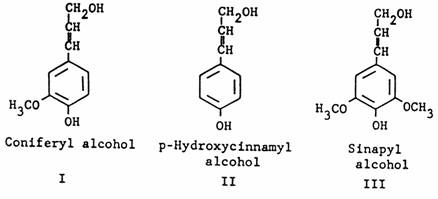 CH₂OH
CH
CH
H₃CO
OH
Coniferyl alcohol
I
CH₂OH
CH
CH
OH
p-Hydroxycinnamyl
alcohol
II
CH₂OH
CH
CH
H₃CO
OCH₃
OH
Sinapyl
alcohol
III